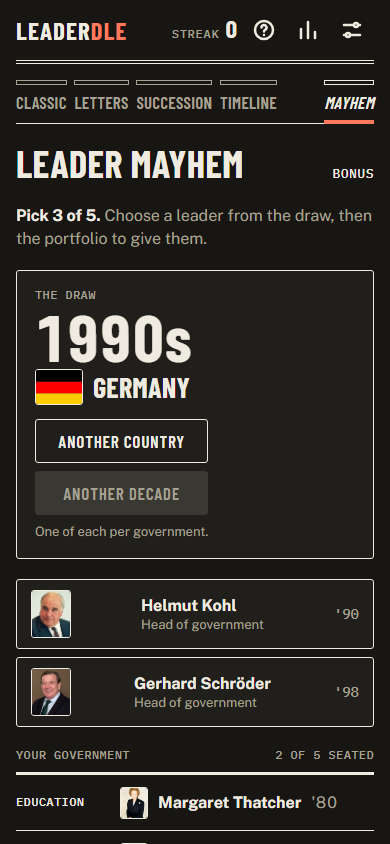 LEADERDLE
STREAK 0
CLASSIC LETTERS SUCCESSION TIMELINE MAYHEM
LEADER MAYHEM
BONUS
Pick 3 of 5. Choose a leader from the draw, then
the portfolio to give them.
THE DRAW
1990s
GERMANY
ANOTHER COUNTRY
ANOTHER DECADE
One of each per government.
Helmut Kohl
Head of government
'90
Gerhard Schröder
Head of government
'98
YOUR GOVERNMENT 2 OF 5 SEATED
EDUCATION Margaret Thatcher '80